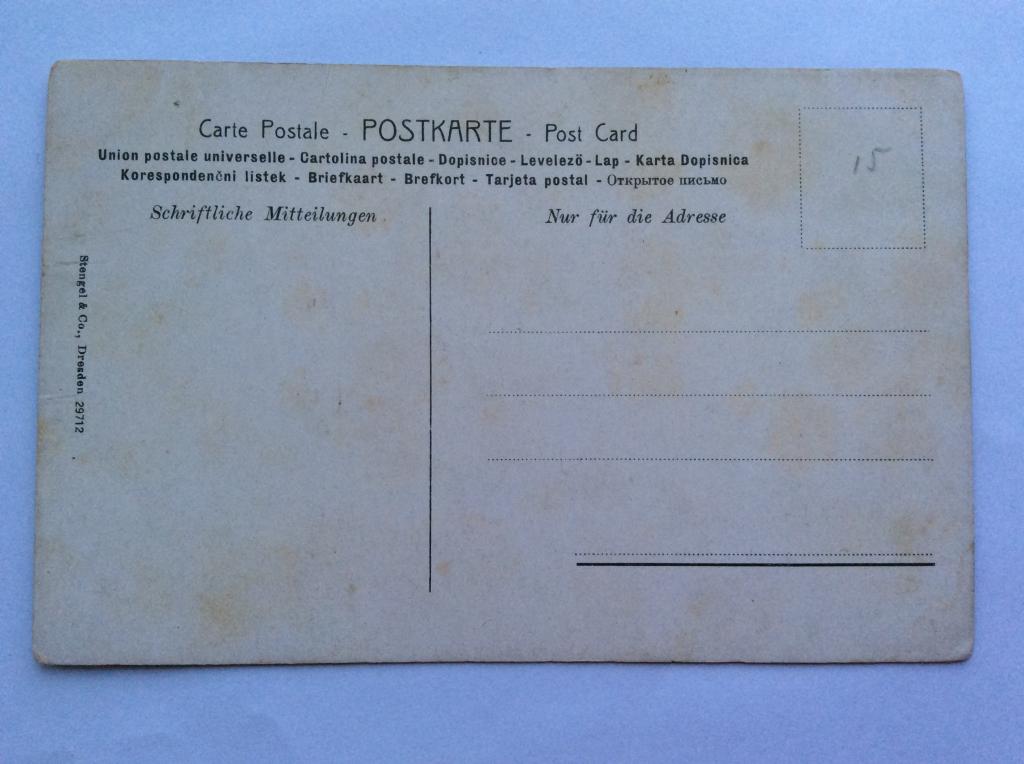 Carte Postale - POSTKARTE - Post Card
Union postale universelle - Cartolina postale - Dopisnice - Levelezö - Lap - Karta Dopisnica
Korespondenčni listek - Briefkaart - Brefkort - Tarjeta postal - Открытое письмо
15
Schriftliche Mitteilungen
Nur für die Adresse
Stengel & Co., Dresden 29712